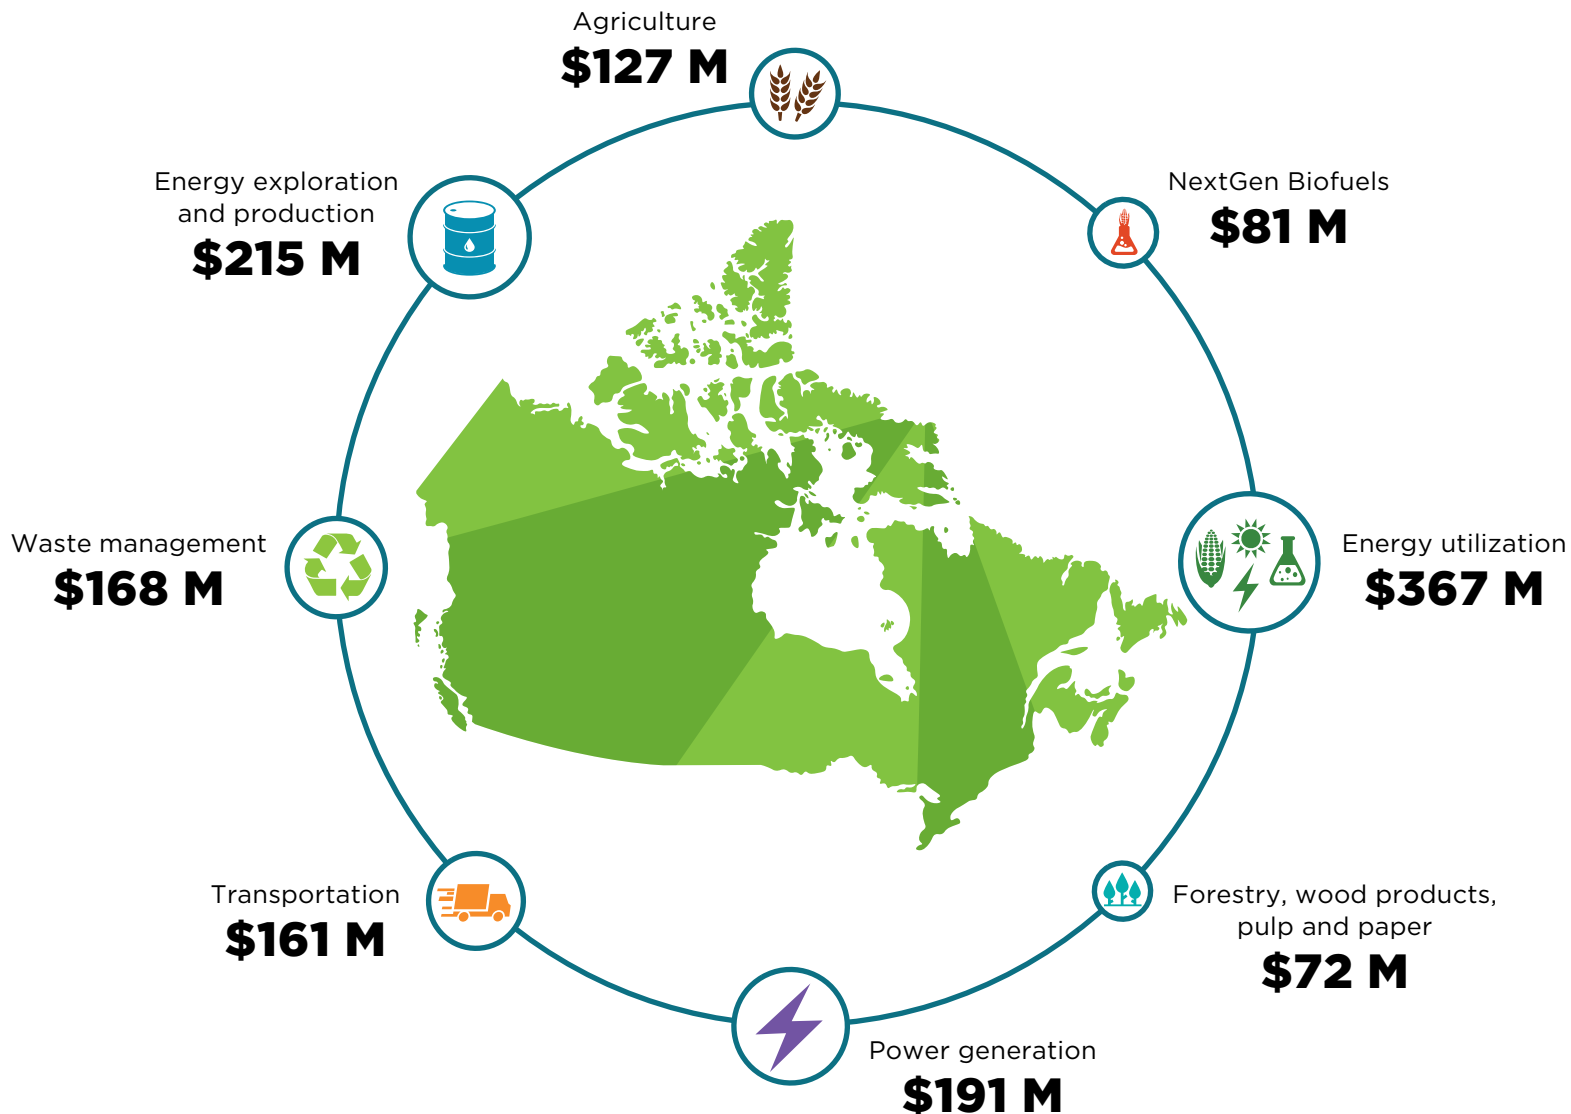 Agriculture
$127 M
NextGen Biofuels
$81 M
Energy exploration
and production
$215 M
Waste management
$168 M
Energy utilization
$367 M
Transportation
$161 M
Forestry, wood products,
pulp and paper
$72 M
Power generation
$191 M